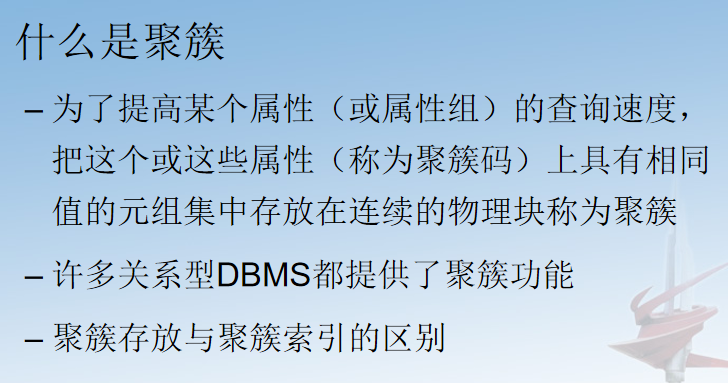 什么是聚簇
– 为了提高某个属性（或属性组）的查询速度，
把这个或这些属性（称为聚簇码）上具有相同
值的元组集中存放在连续的物理块称为聚簇
– 许多关系型DBMS都提供了聚簇功能
– 聚簇存放与聚簇索引的区别